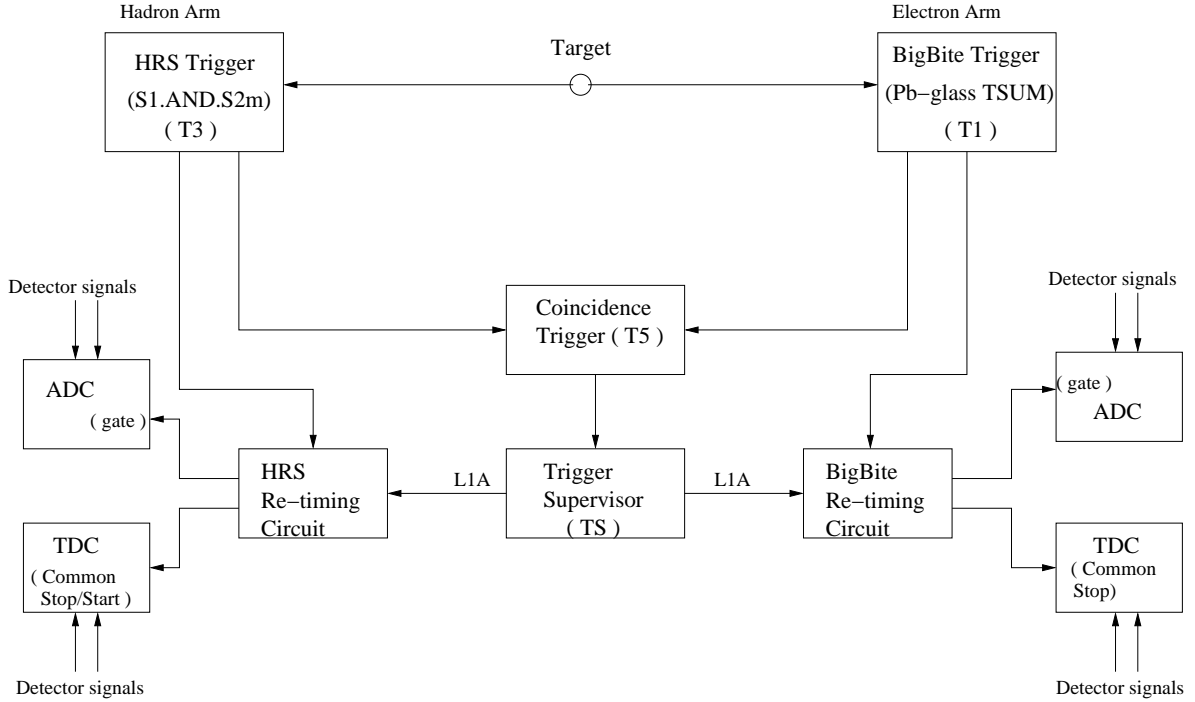 Hadron Arm
Electron Arm
HRS Trigger
(S1.AND.S2m)
( T3 )
Target
BigBite Trigger
(Pb−glass TSUM)
( T1 )
Detector signals
Detector signals
Coincidence
Trigger ( T5 )
ADC
( gate )
( gate )
ADC
HRS
Re−timing
Circuit
L1A
Trigger
Supervisor
( TS )
L1A
BigBite
Re−timing
Circuit
TDC
( Common
Stop/Start )
TDC
( Common
Stop)
Detector signals
Detector signals